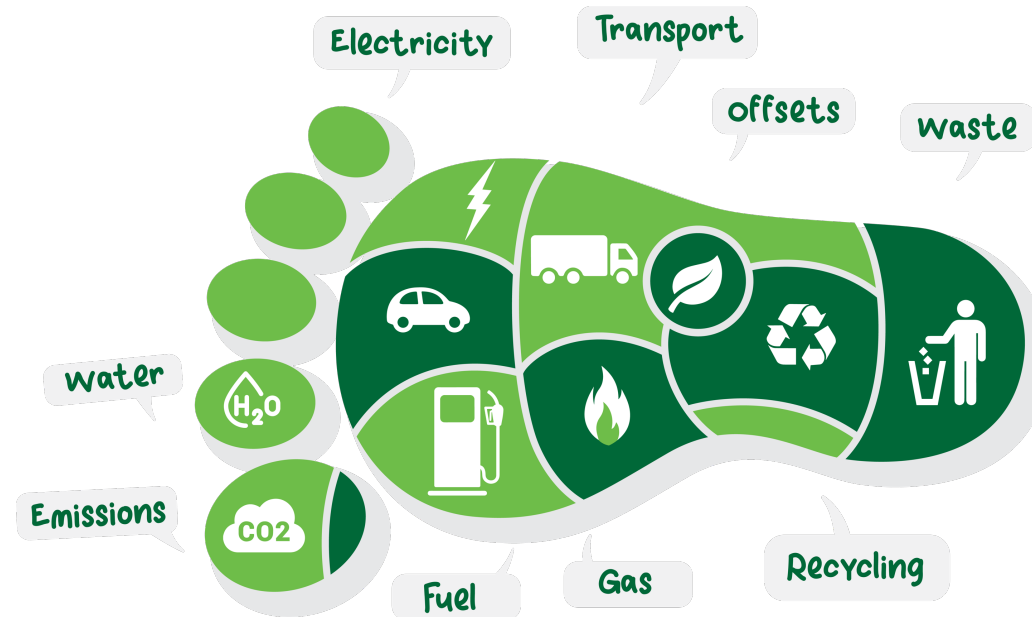 Electricity
Transport
offsets
waste
water
H₂O
Emissions
CO2
Fuel
Gas
Recycling